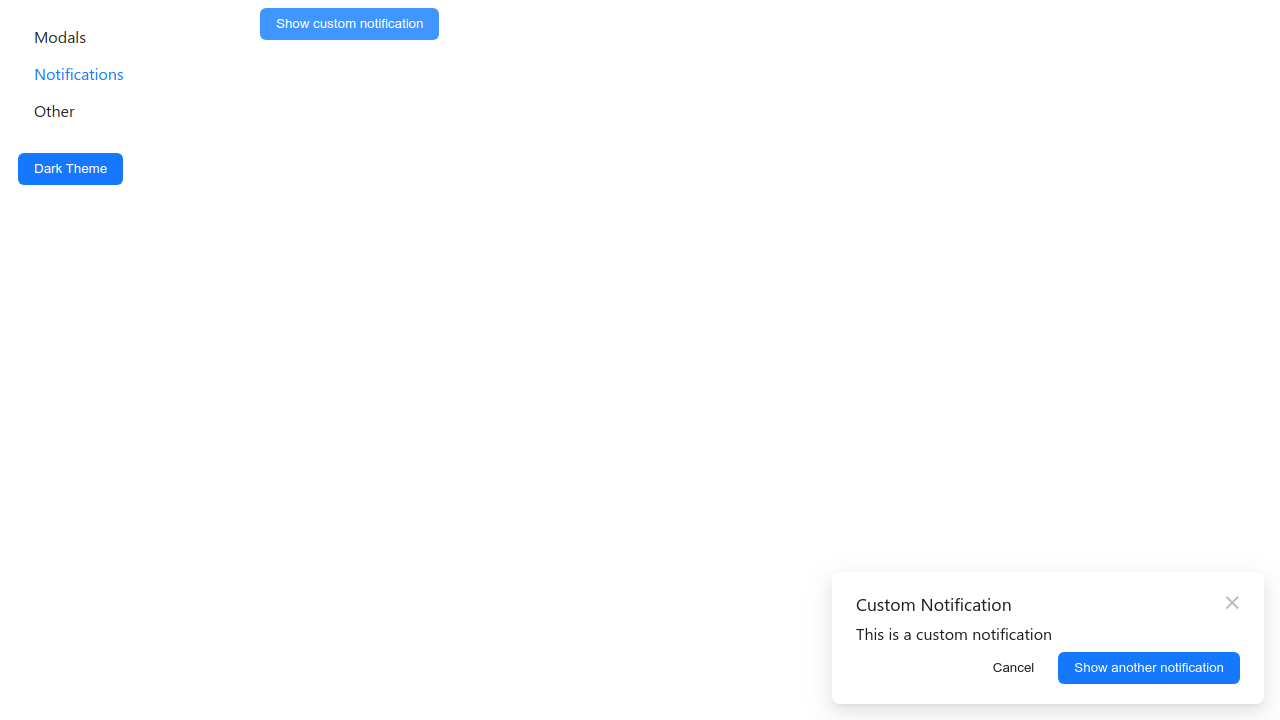 Show custom notification
Modals
Notifications
Other
Dark Theme
Custom Notification
This is a custom notification
Cancel
Show another notification